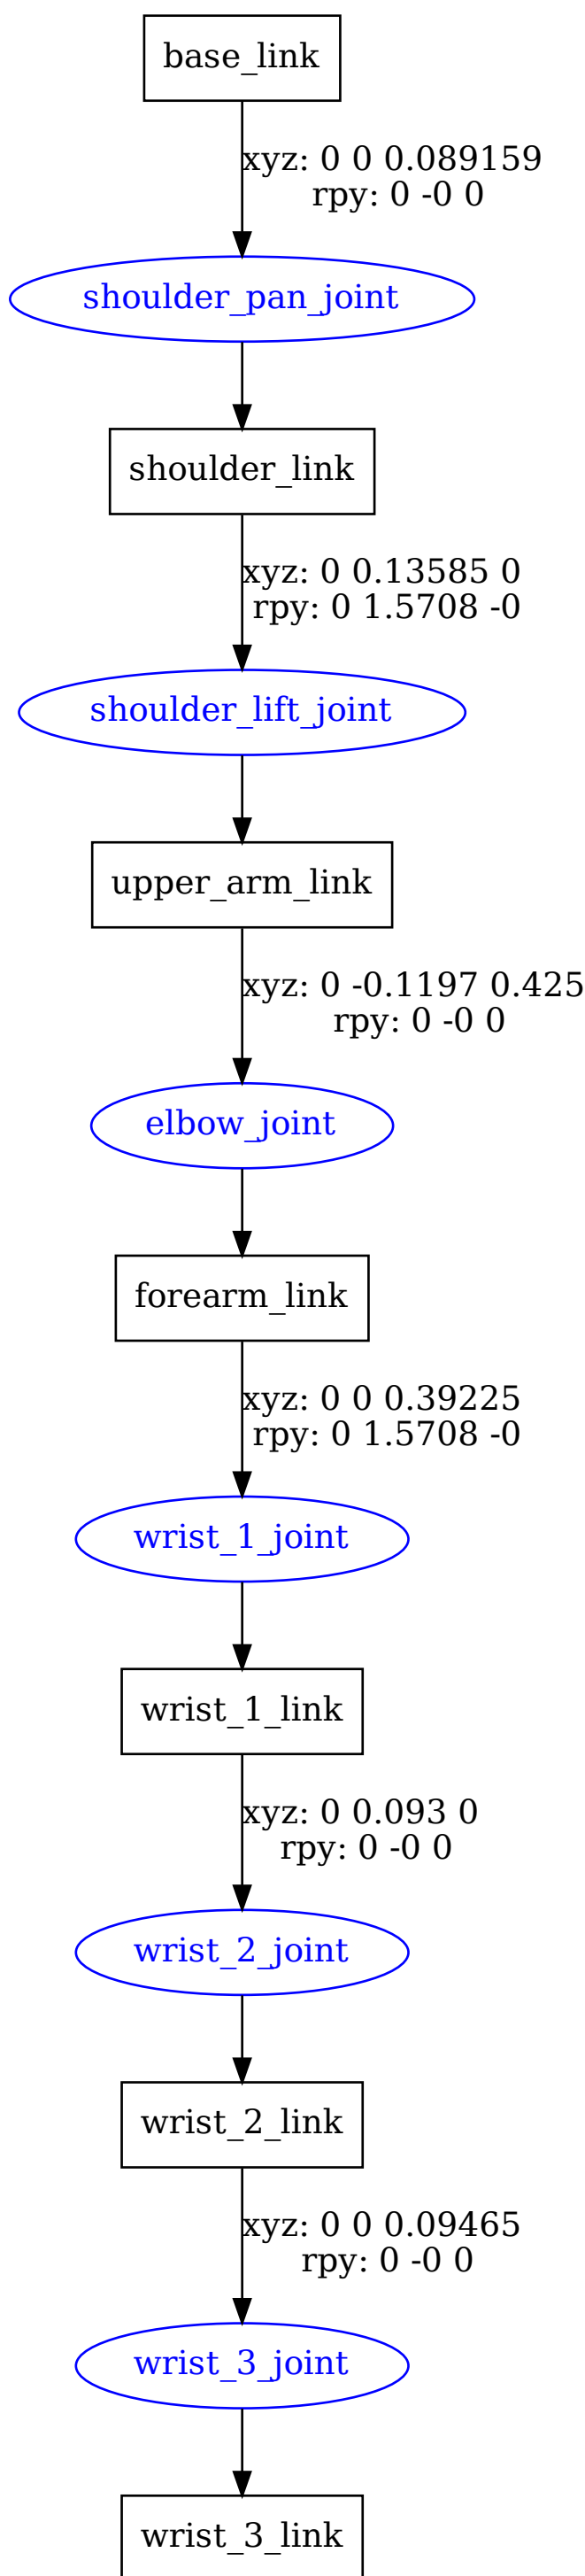 base_link
xyz: 0 0 0.089159
rpy: 0 -0 0
shoulder_pan_joint
shoulder_link
xyz: 0 0.13585 0
rpy: 0 1.5708 -0
shoulder_lift_joint
upper_arm_link
xyz: 0 -0.1197 0.425
rpy: 0 -0 0
elbow_joint
forearm_link
xyz: 0 0 0.39225
rpy: 0 1.5708 -0
wrist_1_joint
wrist_1_link
xyz: 0 0.093 0
rpy: 0 -0 0
wrist_2_joint
wrist_2_link
xyz: 0 0 0.09465
rpy: 0 -0 0
wrist_3_joint
wrist_3_link